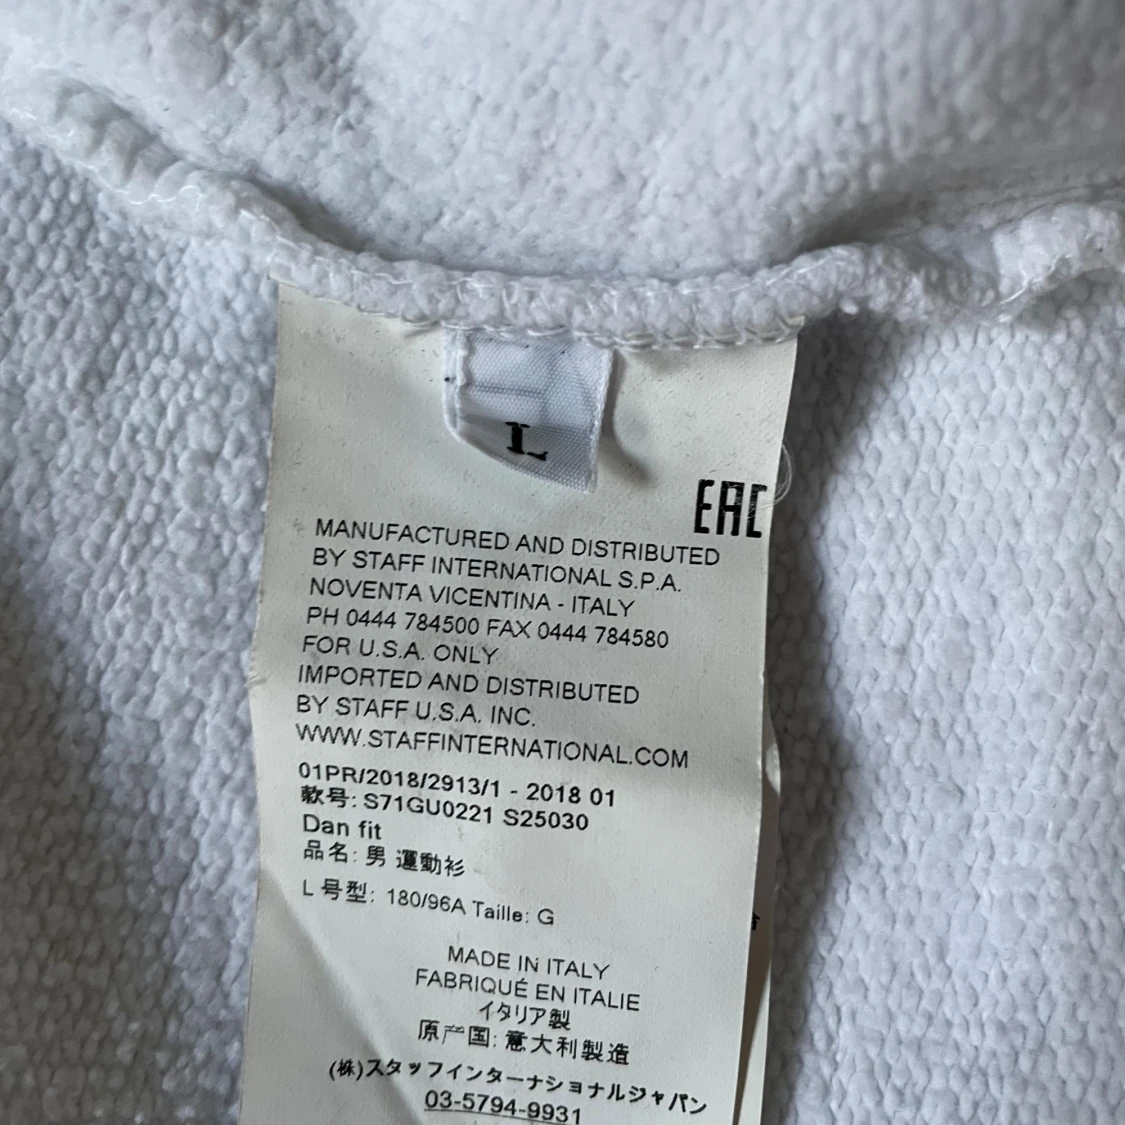 L
EAC
MANUFACTURED AND DISTRIBUTED
BY STAFF INTERNATIONAL S.P.A.
NOVENTA VICENTINA - ITALY
PH 0444 784500 FAX 0444 784580
FOR U.S.A. ONLY
IMPORTED AND DISTRIBUTED
BY STAFF U.S.A. INC.
WWW.STAFFINTERNATIONAL.COM
01PR/2018/2913/1 - 2018 01
款号: S71GU0221 S25030
Dan fit
品名: 男 運動衫
L 号型: 180/96A Taille: G
MADE IN ITALY
FABRIQUÉ EN ITALIE
イタリア製
原产国: 意大利製造
(株)スタッフインターナショナルジャパン
03-5794-9931